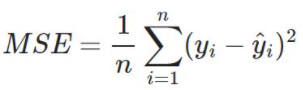 MSE = \frac{1}{n} \sum_{i=1}^{n} (y_i - \hat{y}_i)^2